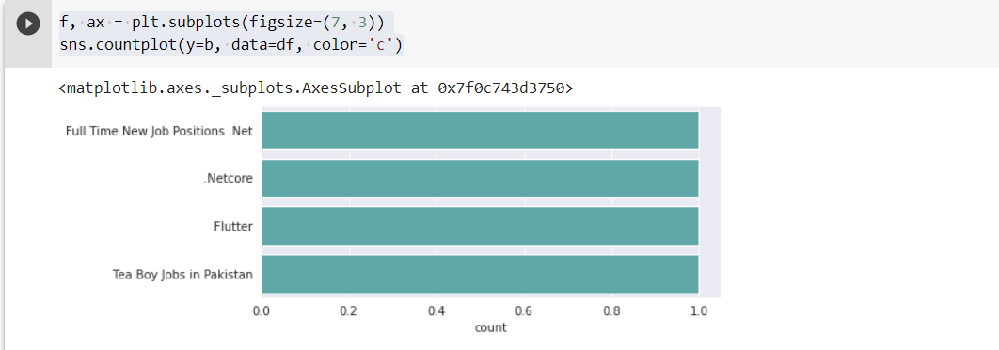 f, ax = plt.subplots(figsize=(7, 3))
sns.countplot(y=b, data=df, color='c')
<matplotlib.axes._subplots.AxesSubplot at 0x7f0c743d3750>
Full Time New Job Positions .Net
.Netcore
Flutter
Tea Boy Jobs in Pakistan
0.0 0.2 0.4 0.6 0.8 1.0
count